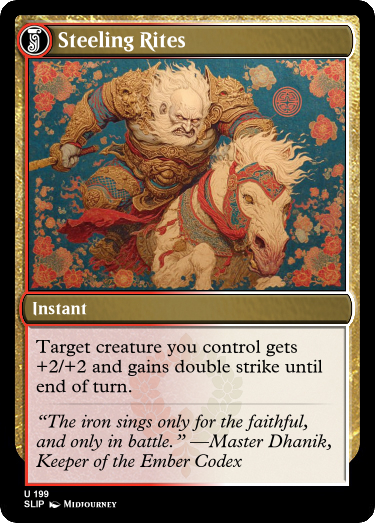 Steeling Rites
Instant
Target creature you control gets
+2/+2 and gains double strike until
end of turn.
“The iron sings only for the faithful,
and only in battle.” —Master Dhanik,
Keeper of the Ember Codex
U 199
SLIP Midjourney